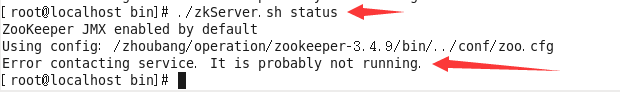 [root@localhost bin]# ./zkServer.sh status
ZooKeeper JMX enabled by default
Using config: /zhoubang/operation/zookeeper-3.4.9/bin/../conf/zoo.cfg
Error contacting service. It is probably not running.
[root@localhost bin]#